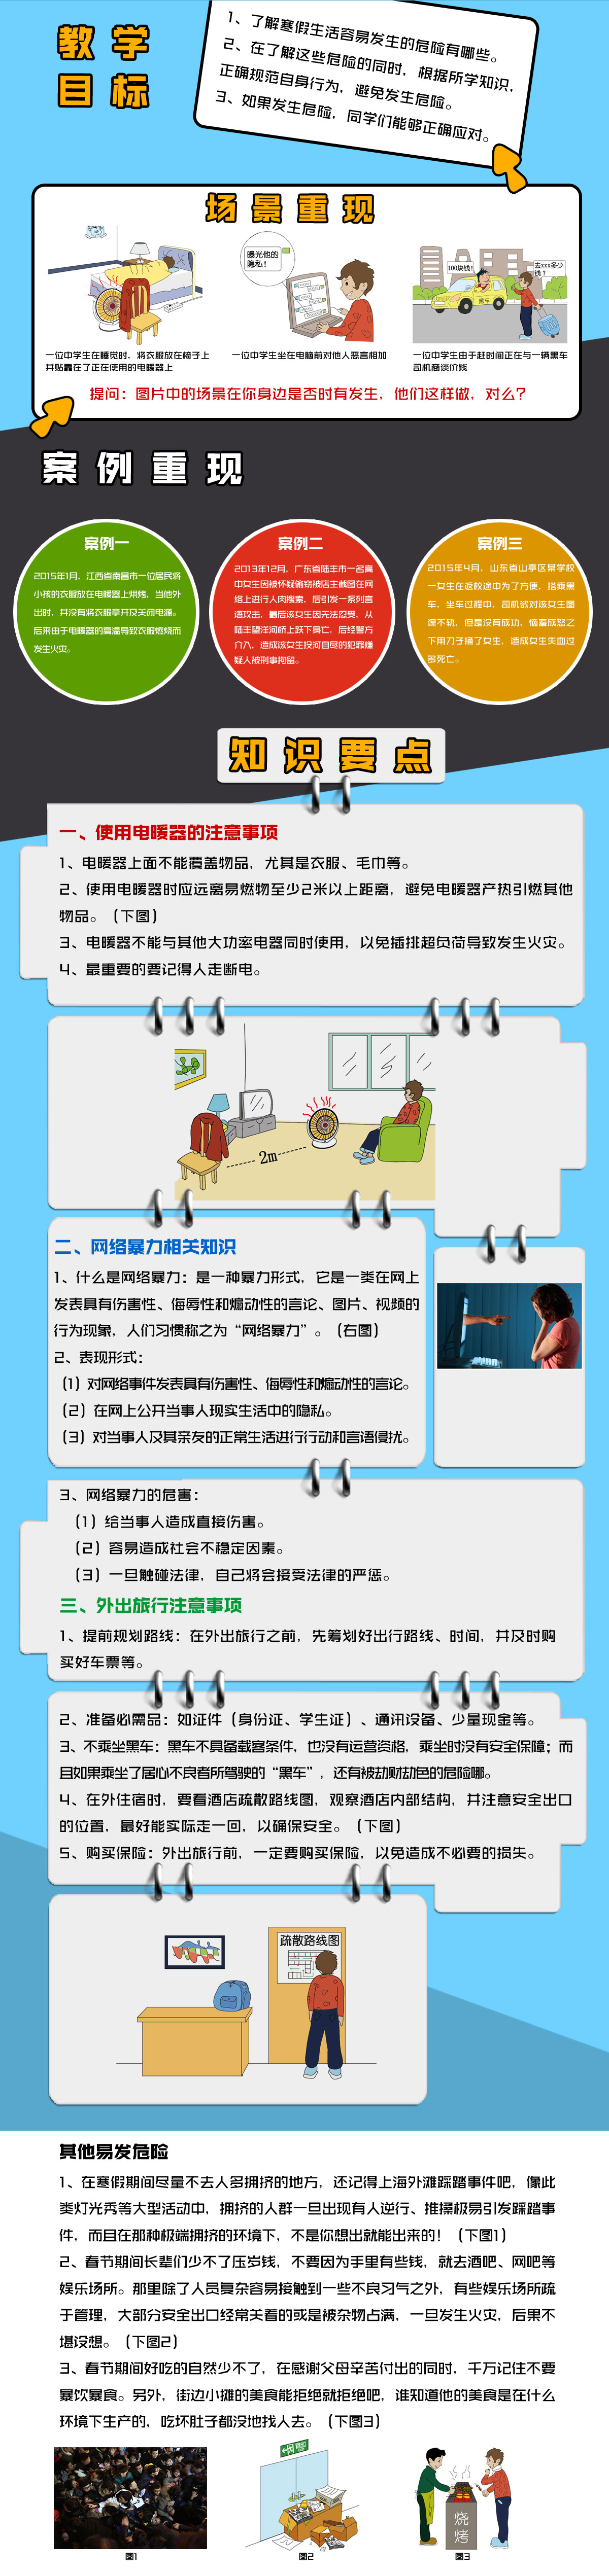 教学
目标
1、了解寒假生活容易发生的危险有哪些。
2、在了解这些危险的同时，根据所学知识，
正确规范自身行为，避免发生危险。
3、如果发生危险，同学们能够正确应对。
场景重现
曝光他的
隐私！
100块钱！
去xxx多少
钱？
黑车
一位中学生在睡觉时，将衣服放在椅子上
并贴靠在了正在使用的电暖器上
一位中学生坐在电脑前对他人恶言相加
一位中学生由于赶时间正在与一辆黑车
司机商谈价钱
提问：图片中的场景在你身边是否时有发生，他们这样做，对么？
案例重现
案例一
2015年1月，江西省南昌市一位居民将
小孩的衣服放在电暖器上烘烤，当他外
出时，并没有将衣服拿开及关闭电源。
后来由于电暖器的高温导致衣服燃烧而
发生火灾。
案例二
2013年12月，广东省陆丰市一名高
中女生因被怀疑偷窃被店主截图在网
络上进行人肉搜索，后引发一系列言
语攻击，最后该女生因无法忍受，从
陆丰望洋河桥上跃下身亡，后经警方
介入，造成该女生投河自尽的犯罪嫌
疑人被刑事拘留。
案例三
2015年4月，山东省山亭区某学校
一女生在返校途中为了方便，搭乘黑
车，坐车过程中，司机欲对该女生图
谋不轨，但是没有成功，恼羞成怒之
下用刀子捅了女生，造成女生失血过
多死亡。
知识要点
一、使用电暖器的注意事项
1、电暖器上面不能覆盖物品，尤其是衣服、毛巾等。
2、使用电暖器时应远离易燃物至少2米以上距离，避免电暖器产热引燃其他
物品。（下图）
3、电暖器不能与其他大功率电器同时使用，以免插排超负荷导致发生火灾。
4、最重要的要记得人走断电。
2m
二、网络暴力相关知识
1、什么是网络暴力：是一种暴力形式，它是一类在网上
发表具有伤害性、侮辱性和煽动性的言论、图片、视频的
行为现象，人们习惯称之为“网络暴力”。（右图）
2、表现形式：
（1）对网络事件发表具有伤害性、侮辱性和煽动性的言论。
（2）在网上公开当事人现实生活中的隐私。
（3）对当事人及其亲友的正常生活进行行动和言语侵扰。
3、网络暴力的危害：
（1）给当事人造成直接伤害。
（2）容易造成社会不稳定因素。
（3）一旦触碰法律，自己将会接受法律的严惩。
三、外出旅行注意事项
1、提前规划路线：在外出旅行之前，先筹划好出行路线、时间，并及时购
买好车票等。
2、准备必需品：如证件（身份证、学生证）、通讯设备、少量现金等。
3、不乘坐黑车：黑车不具备载客条件，也没有运营资格，乘坐时没有安全保障；而
且如果乘坐了居心不良者所驾驶的“黑车”，还有被劫财劫色的危险哪。
4、在外住宿时，要看酒店疏散路线图，观察酒店内部结构，并注意安全出口
的位置，最好能实际走一回，以确保安全。（下图）
5、购买保险：外出旅行前，一定要购买保险，以免造成不必要的损失。
疏散路线图
其他易发危险
1、在寒假期间尽量不去人多拥挤的地方，还记得上海外滩踩踏事件吧，像此
类灯光秀等大型活动中，拥挤的人群一旦出现有人逆行、推搡极易引发踩踏事
件，而且在那种极端拥挤的环境下，不是你想出就能出来的！（下图1）
2、春节期间长辈们少不了压岁钱，不要因为手里有些钱，就去酒吧、网吧等
娱乐场所。那里除了人员复杂容易接触到一些不良习气之外，有些娱乐场所疏
于管理，大部分安全出口经常关着的或是被杂物占满，一旦发生火灾，后果不
堪设想。（下图2）
3、春节期间好吃的自然少不了，在感谢父母辛苦付出的同时，千万记住不要
暴饮暴食。另外，街边小摊的美食能拒绝就拒绝吧，谁知道他的美食是在什么
环境下生产的，吃坏肚子都没地找人去。（下图3）
烧
烤
图1
图2
图3